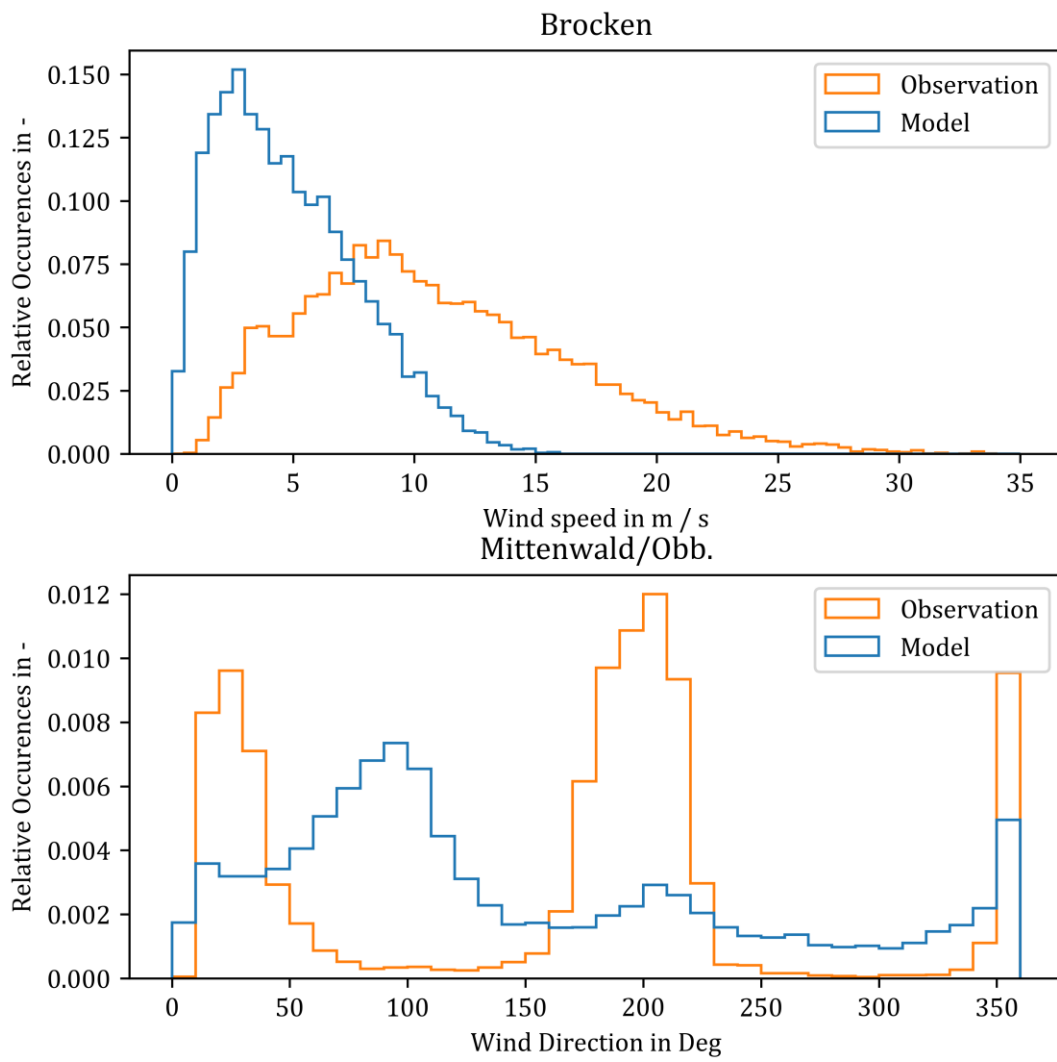 Brocken
0.150
0.125
0.100
0.075
0.050
0.025
0.000
Relative Occurences in -
Observation
Model
0 5 10 15 20 25 30 35
Wind speed in m / s
Mittenwald/Obb.
0.012
0.010
0.008
0.006
0.004
0.002
0.000
Relative Occurences in -
Observation
Model
0 50 100 150 200 250 300 350
Wind Direction in Deg